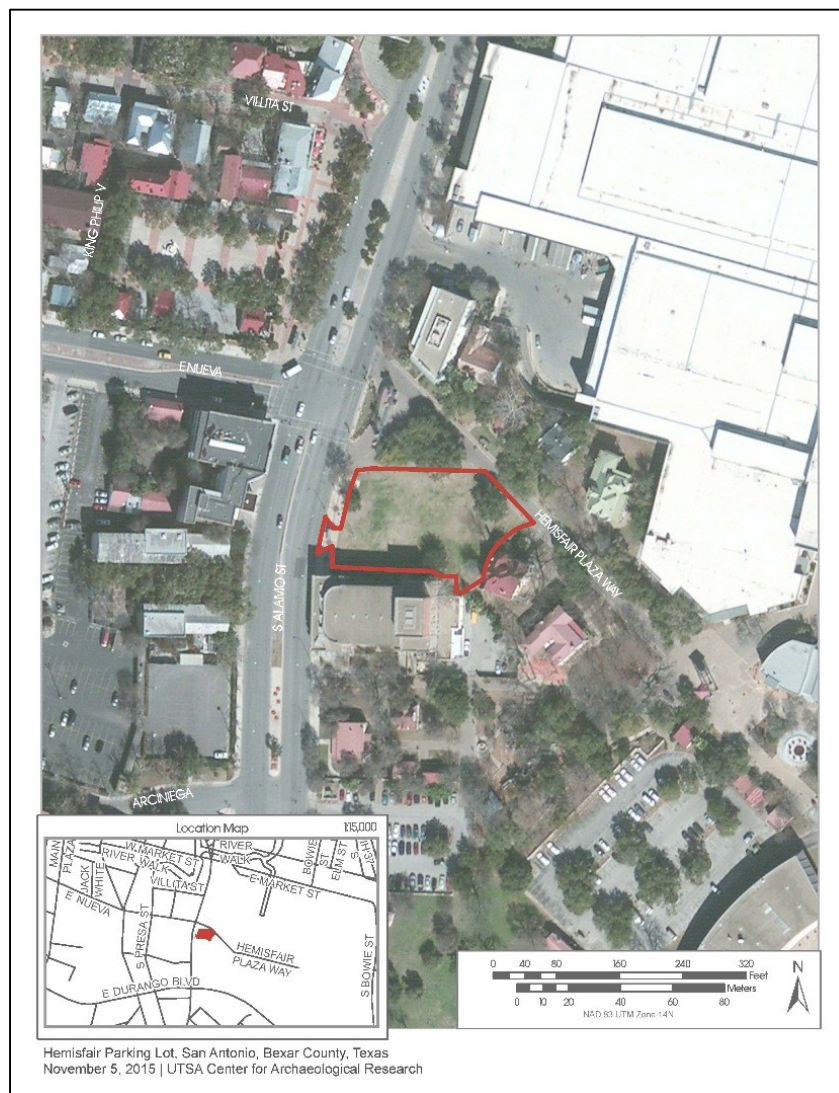 VILLITA ST
KING PHILIP V
E NUEVA
S ALAMO ST
HEMISFAIR PLAZA WAY
ARCINIEGA
Location Map
1:15,000
MAIN
PLAZA
JACK
WHITE
W. MARKET ST
RIVER WALK
VILLITA ST
RIVER
WALK
E MARKET ST
BOWIE
ST
ELM ST
E NUEVA
S PRESA ST
HEMISFAIR
PLAZA WAY
E DURANGO BLVD
S BOWIE ST
0 40 80 160 240 320
Feet
Meters
0 10 20 40 60 80
NAD 83 UTM Zone 14N
N
Hemisfair Parking Lot, San Antonio, Bexar County, Texas
November 5, 2015 | UTSA Center for Archaeological Research